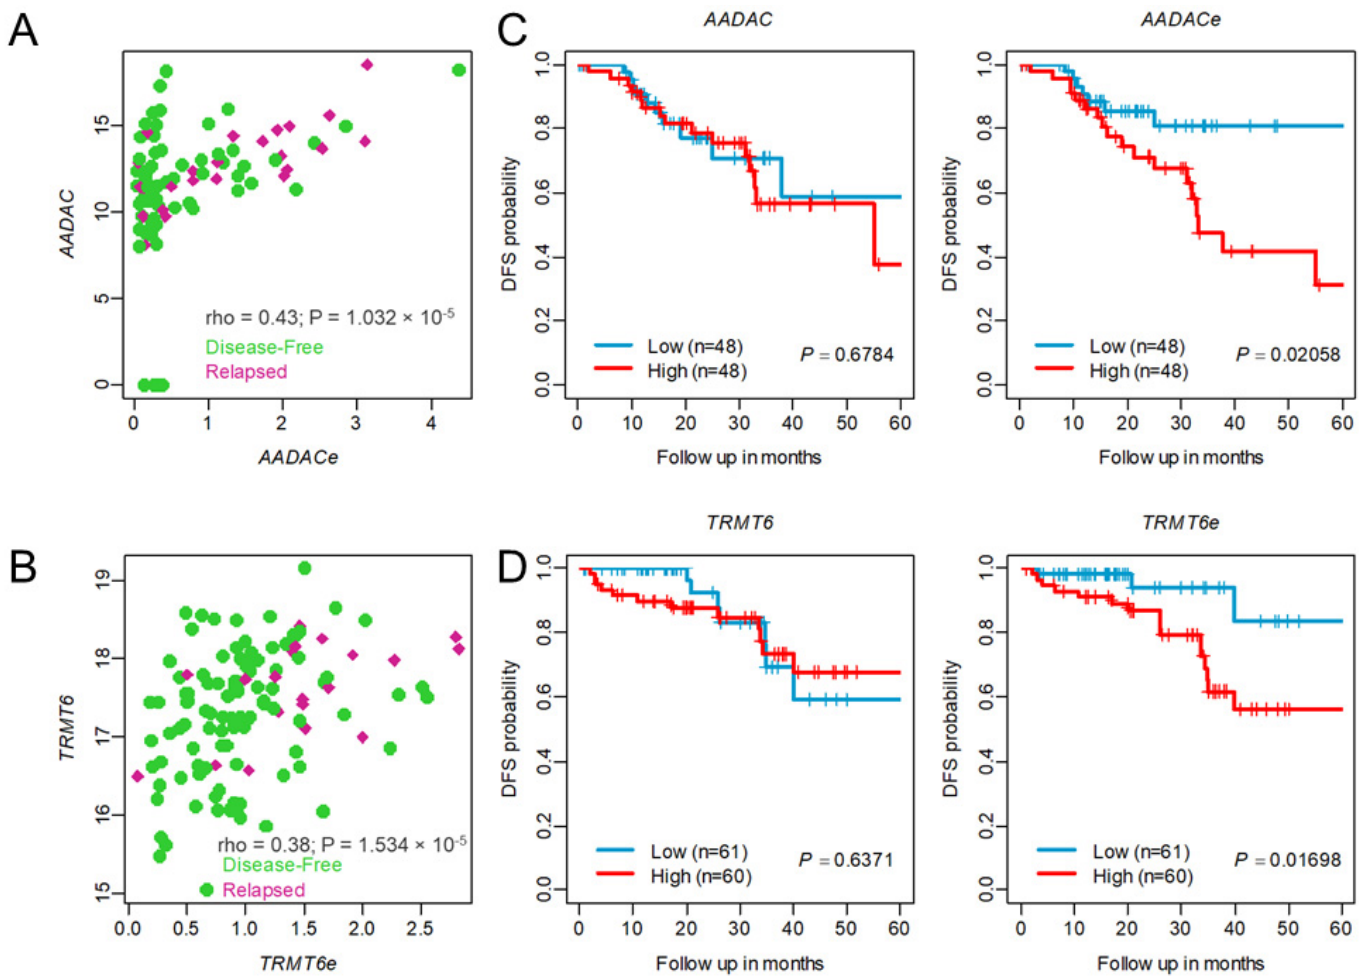 A
AADAC
15
10
5
0
rho = 0.43; P = 1.032 × 10-5
Disease-Free
Relapsed
0 1 2 3 4
AADACe
C
AADAC
DFS probability
1.0
0.8
0.6
0.4
0.2
0.0
Low (n=48)
High (n=48)
P = 0.6784
0 10 20 30 40 50 60
Follow up in months
AADACe
DFS probability
1.0
0.8
0.6
0.4
0.2
0.0
Low (n=48)
High (n=48)
P = 0.02058
0 10 20 30 40 50 60
Follow up in months
B
TRMT6
19
18
17
16
15
rho = 0.38; P = 1.534 × 10-5
Disease-Free
Relapsed
0.0 0.5 1.0 1.5 2.0 2.5
TRMT6e
D
TRMT6
DFS probability
1.0
0.8
0.6
0.4
0.2
0.0
Low (n=61)
High (n=60)
P = 0.6371
0 10 20 30 40 50 60
Follow up in months
TRMT6e
DFS probability
1.0
0.8
0.6
0.4
0.2
0.0
Low (n=61)
High (n=60)
P = 0.01698
0 10 20 30 40 50 60
Follow up in months